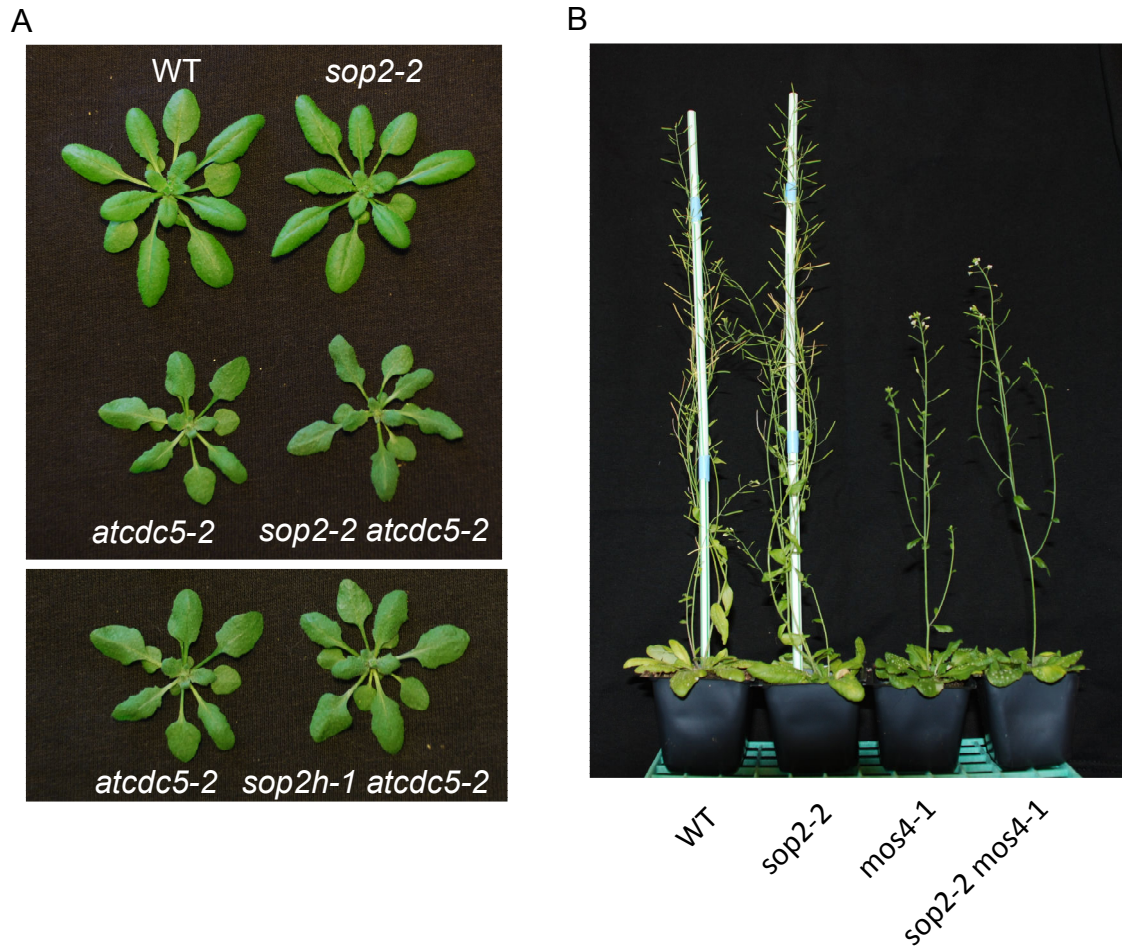 A
B
WT sop2-2
atcdc5-2 sop2-2 atcdc5-2
atcdc5-2 sop2h-1 atcdc5-2
WT
sop2-2
mos4-1
sop2-2 mos4-1